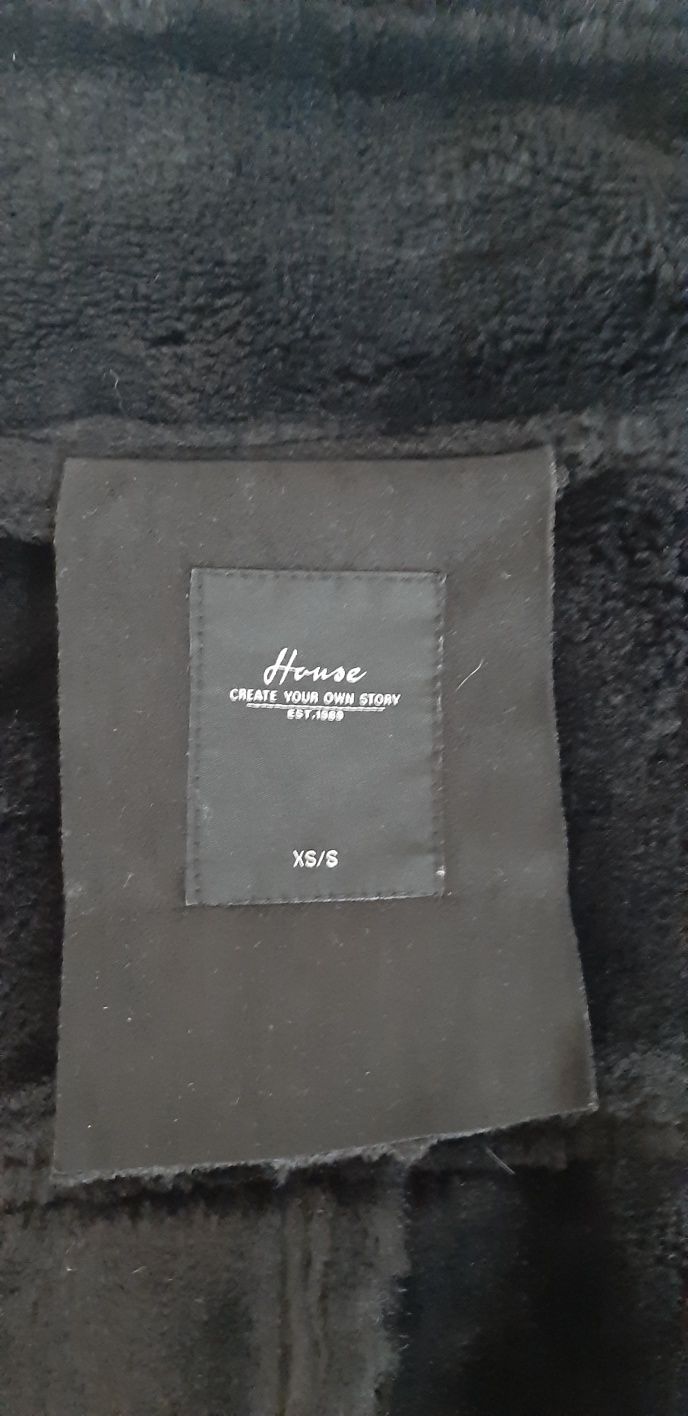 House
CREATE YOUR OWN STORY
EST.1989
XS/S